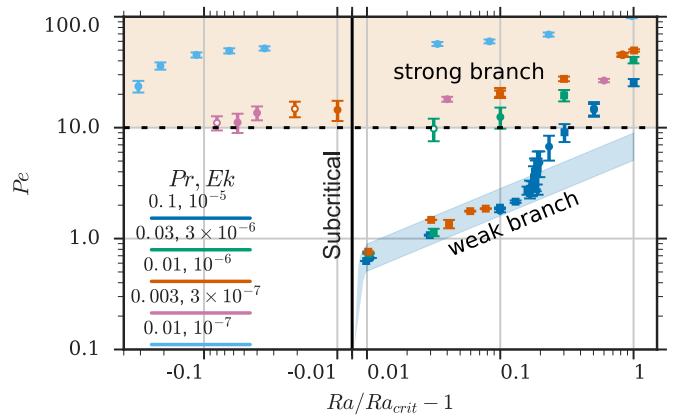 100.0
10.0
1.0
0.1
Pe
strong branch
weak branch
Subcritical
Pr, Ek
0.1, 10⁻⁵
0.03, 3 × 10⁻⁶
0.01, 10⁻⁶
0.003, 3 × 10⁻⁷
0.01, 10⁻⁷
-0.1 -0.01 0.01 0.1 1
Ra/Ra_crit − 1